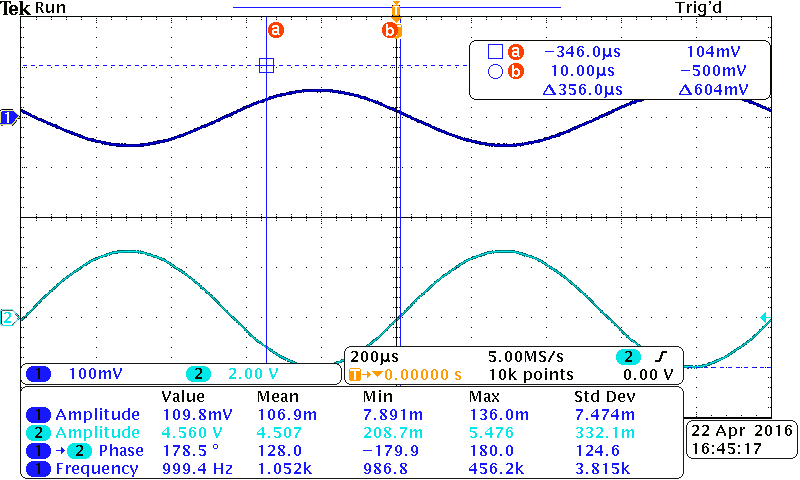 Tek Run Trig'd
T
a b
a −346.0µs 104mV
b 10.00µs −500mV
Δ356.0µs Δ604mV
1
2
1 100mV 2 2.00 V
200µs 5.00MS/s 2
T→▼0.00000 s 10k points 0.00 V
Value Mean Min Max Std Dev
1 Amplitude 109.8mV 106.9m 7.891m 136.0m 7.474m
2 Amplitude 4.560 V 4.507 208.7m 5.476 332.1m
1 →2 Phase 178.5 ° 128.0 −179.9 180.0 124.6
1 Frequency 999.4 Hz 1.052k 986.8 456.2k 3.815k
22 Apr 2016
16:45:17